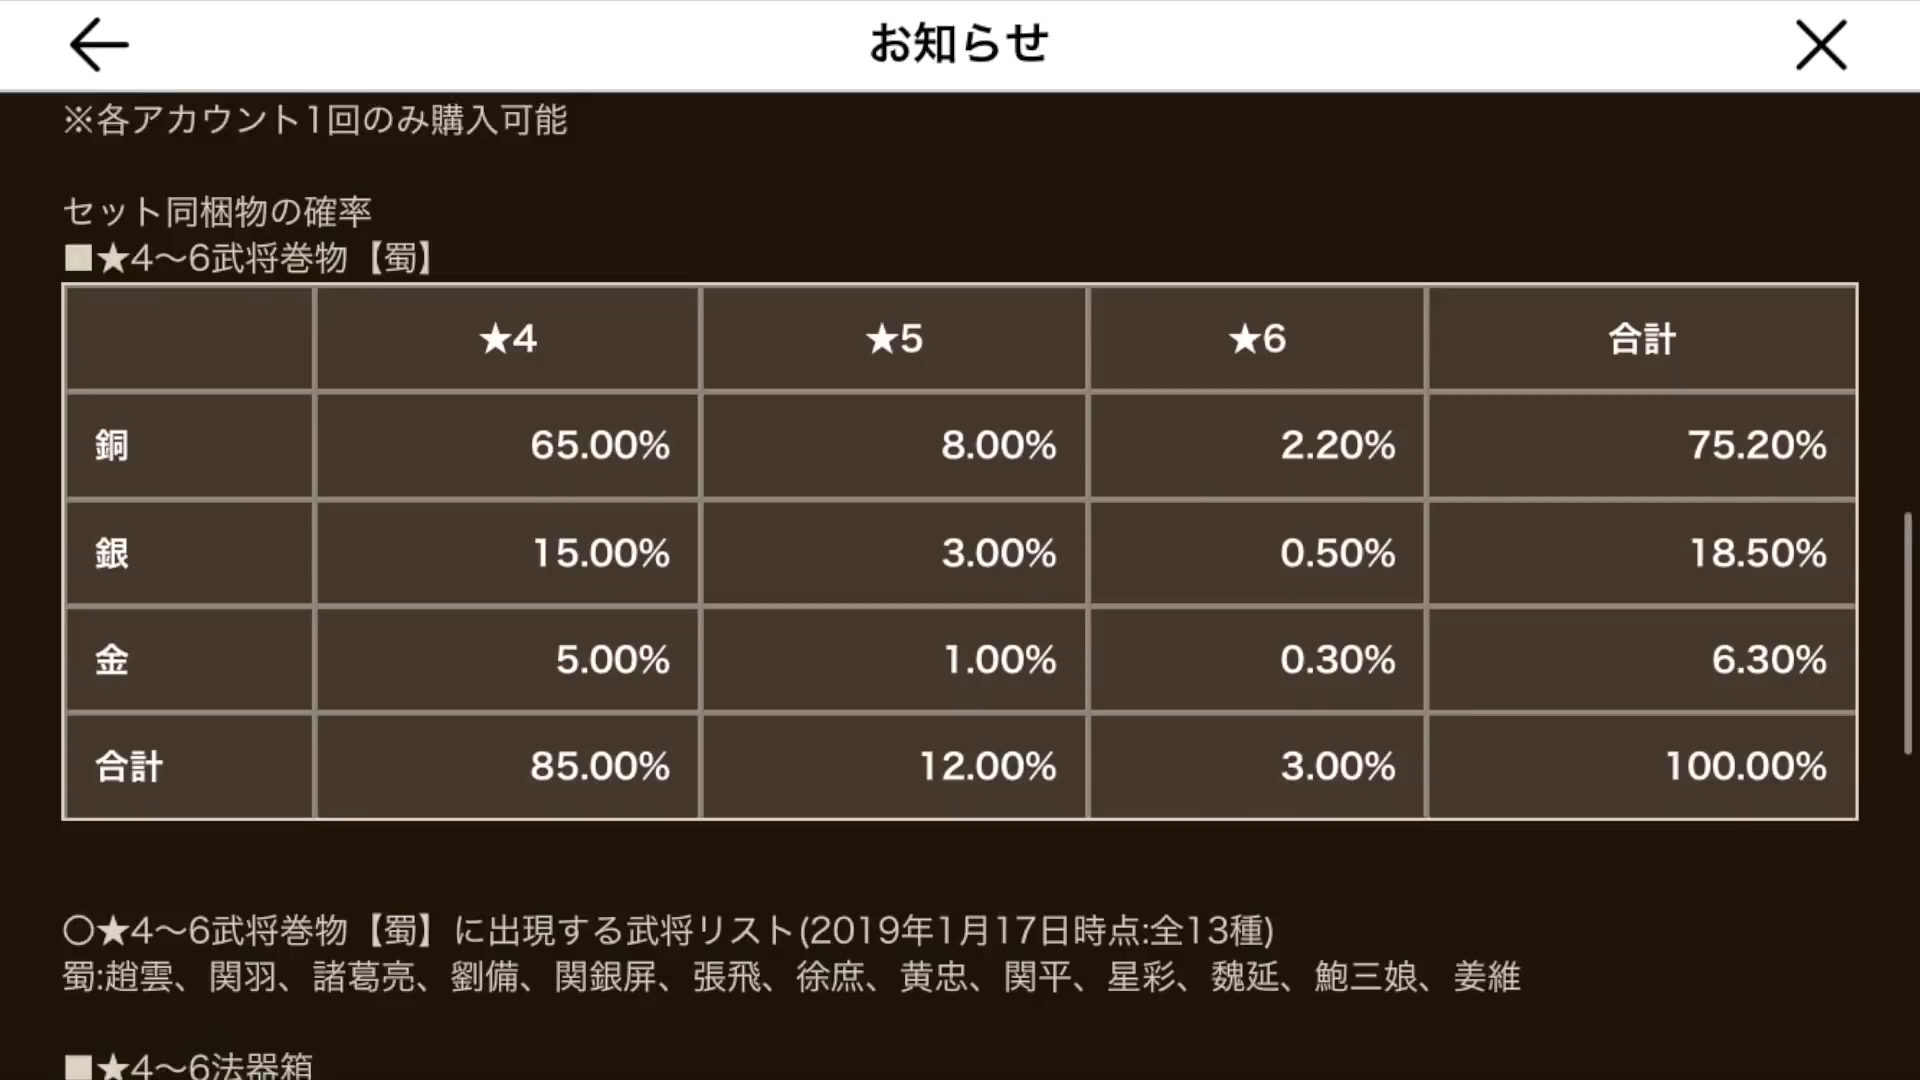 お知らせ
※各アカウント1回のみ購入可能
セット同梱物の確率
■★4～6武将巻物【蜀】
★4 ★5 ★6 合計
銅 65.00% 8.00% 2.20% 75.20%
銀 15.00% 3.00% 0.50% 18.50%
金 5.00% 1.00% 0.30% 6.30%
合計 85.00% 12.00% 3.00% 100.00%
〇★4～6武将巻物【蜀】に出現する武将リスト(2019年1月17日時点:全13種)
蜀:趙雲、関羽、諸葛亮、劉備、関銀屏、張飛、徐庶、黄忠、関平、星彩、魏延、鮑三娘、姜維
■★4～6法器箱